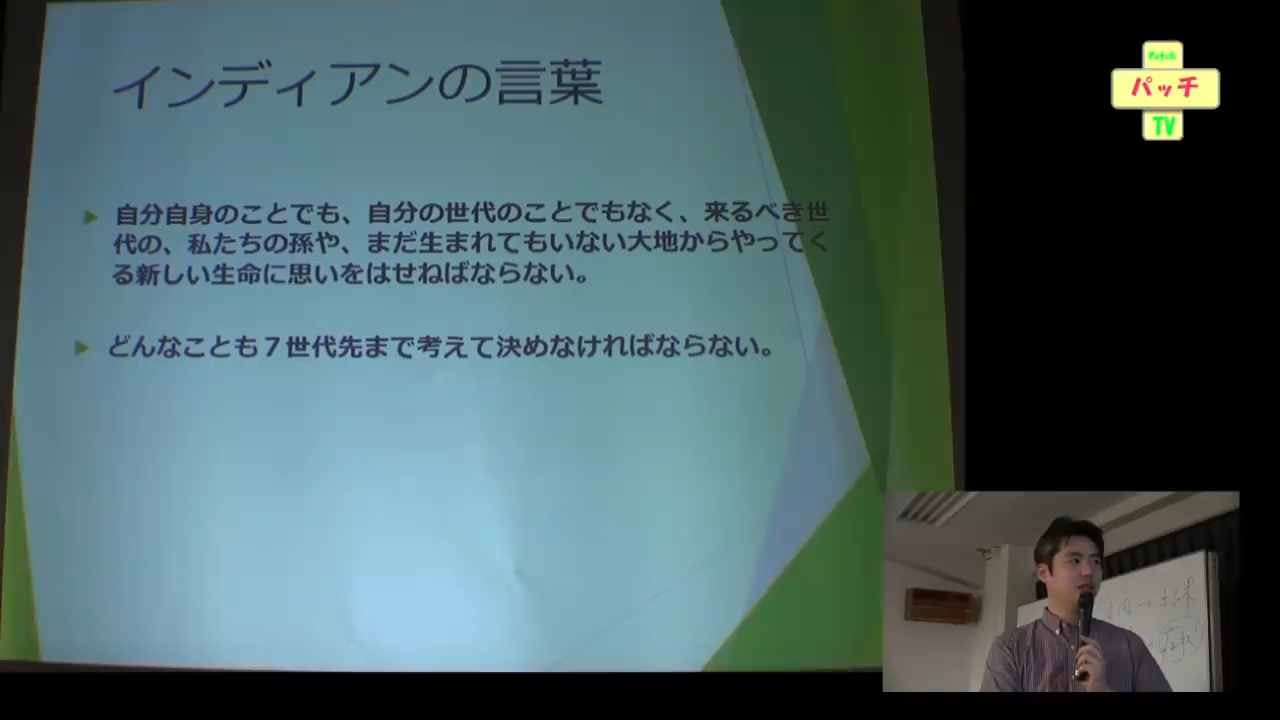 インディアンの言葉
自分自身のことでも、自分の世代のことでもなく、来るべき世
代の、私たちの孫や、まだ生まれてもいない大地からやってく
る新しい生命に思いをはせねばならない。
どんなことも７世代先まで考えて決めなければならない。
Patch
パッチ
TV
→ 結果